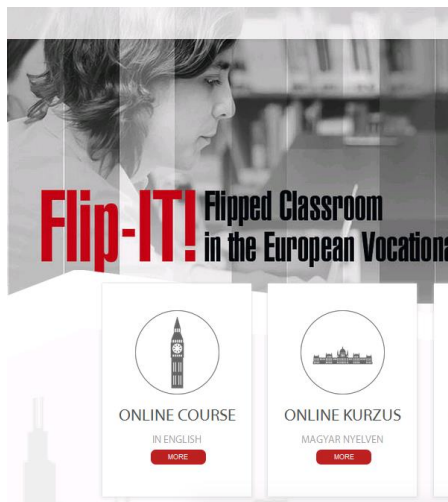 Flip-IT!
Flipped Classroom
in the European Vocationa
ONLINE COURSE
IN ENGLISH
MORE
ONLINE KURZUS
MAGYAR NYELVEN
MORE